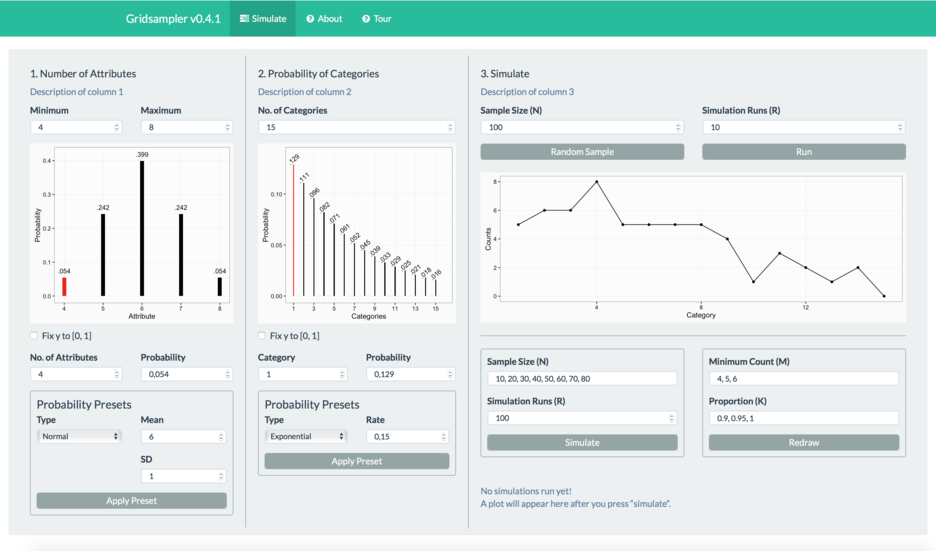 Gridsampler v0.4.1
Simulate
About
Tour
1. Number of Attributes
Description of column 1
Minimum
Maximum
4
8
0.4
0.3
0.2
0.1
0.0
Probability
.054
.242
.399
.242
.054
4
5
6
7
8
Attribute
Fix y to [0, 1]
No. of Attributes
Probability
4
0,054
Probability Presets
Type
Mean
Normal
6
SD
1
Apply Preset
2. Probability of Categories
Description of column 2
No. of Categories
15
0.10
0.05
0.00
Probability
.129
.111
.096
.082
.071
.061
.052
.045
.039
.033
.029
.025
.021
.018
.016
1
3
5
7
9
11
13
15
Categories
Fix y to [0, 1]
Category
Probability
1
0,129
Probability Presets
Type
Rate
Exponential
0,15
Apply Preset
3. Simulate
Description of column 3
Sample Size (N)
Simulation Runs (R)
100
10
Random Sample
Run
8
6
4
2
0
Counts
4
8
12
Category
Sample Size (N)
10, 20, 30, 40, 50, 60, 70, 80
Simulation Runs (R)
100
Simulate
Minimum Count (M)
4, 5, 6
Proportion (K)
0.9, 0.95, 1
Redraw
No simulations run yet!
A plot will appear here after you press "simulate".